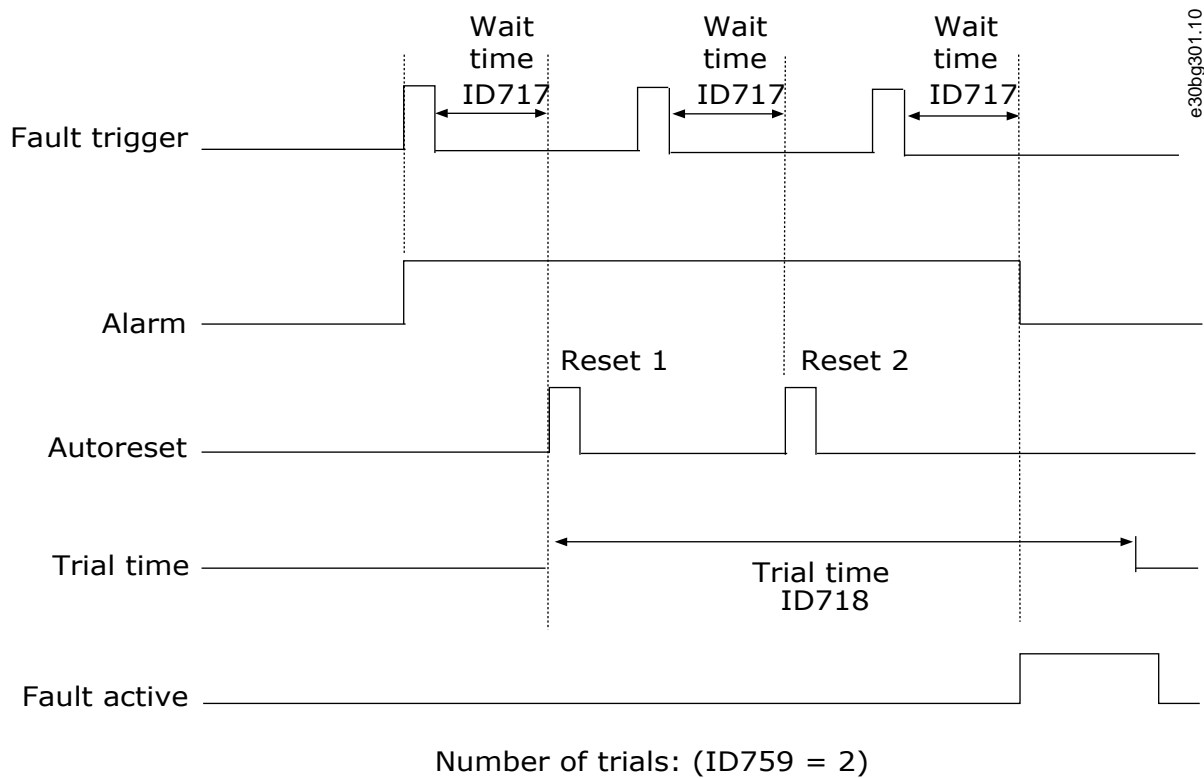 Wait
time
ID717
Wait
time
ID717
Wait
time
ID717
e30bg301.10
Fault trigger
Alarm
Reset 1
Reset 2
Autoreset
Trial time
Trial time
ID718
Fault active
Number of trials: (ID759 = 2)